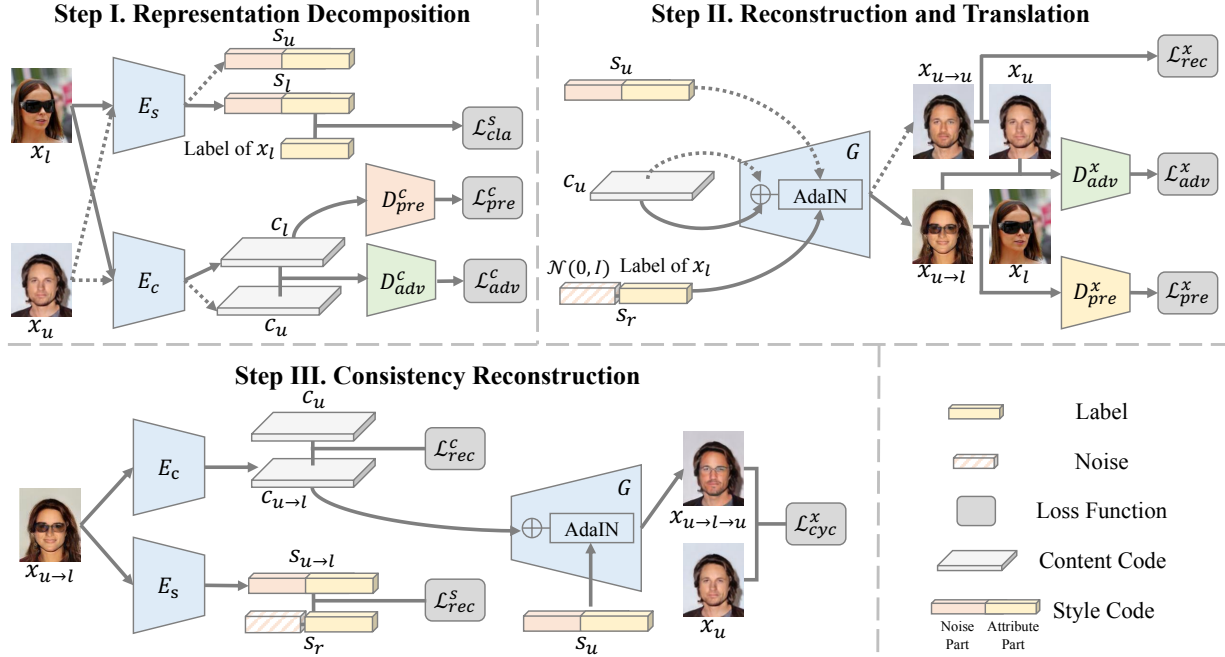 Step I. Representation Decomposition
s_u
s_l
E_s
x_l
Label of x_l
ℒ^s_cla
D^c_pre
ℒ^c_pre
c_l
E_c
x_u
D^c_adv
ℒ^c_adv
c_u
Step II. Reconstruction and Translation
s_u
x_{u→u}
x_u
ℒ^x_rec
G
c_u
AdaIN
D^x_adv
ℒ^x_adv
𝒩(0, I)
Label of x_l
s_r
x_{u→l}
x_l
D^x_pre
ℒ^x_pre
Step III. Consistency Reconstruction
c_u
E_c
ℒ^c_rec
c_{u→l}
G
AdaIN
x_{u→l→u}
ℒ^x_cyc
x_{u→l}
E_s
s_{u→l}
ℒ^s_rec
s_r
s_u
x_u
Label
Noise
Loss Function
Content Code
Style Code
Noise Part
Attribute Part